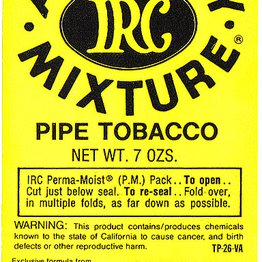 IRC
· MIXTURE ·®
PIPE TOBACCO
NET WT. 7 OZS.
IRC Perma-Moist® (P.M.) Pack . . To open . .
Cut just below seal. To re-seal . . Fold over,
in multiple folds, as far down as possible.
WARNING: This product contains/produces chemicals
known to the state of California to cause cancer, and birth
defects or other reproductive harm.
TP-26-VA
Exclusive formula from